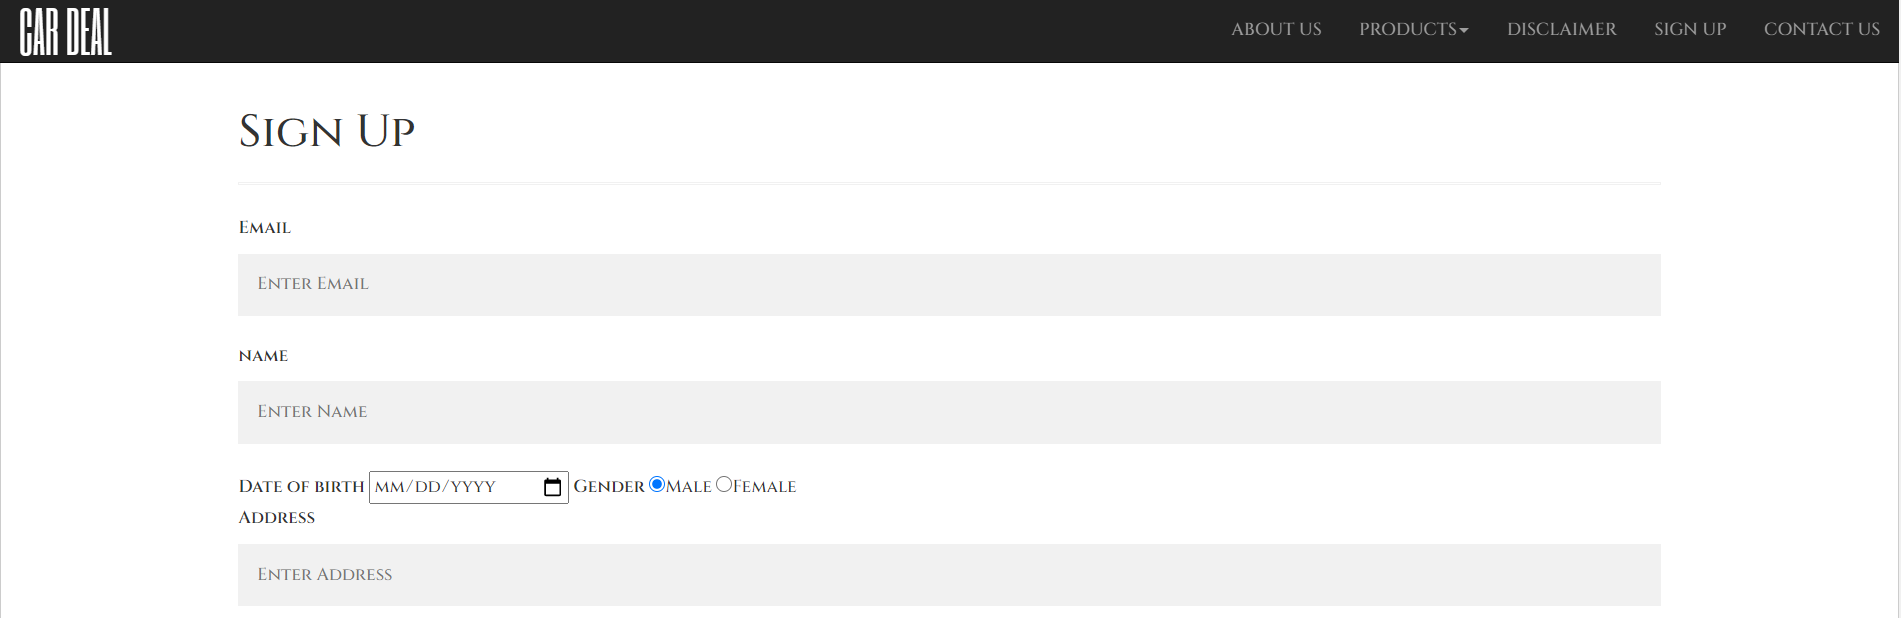 CAR DEAL ABOUT US PRODUCTS DISCLAIMER SIGN UP CONTACT US
Sign Up
Email
Enter Email
name
Enter Name
Date of birth mm/dd/yyyy Gender Male Female
Address
Enter Address